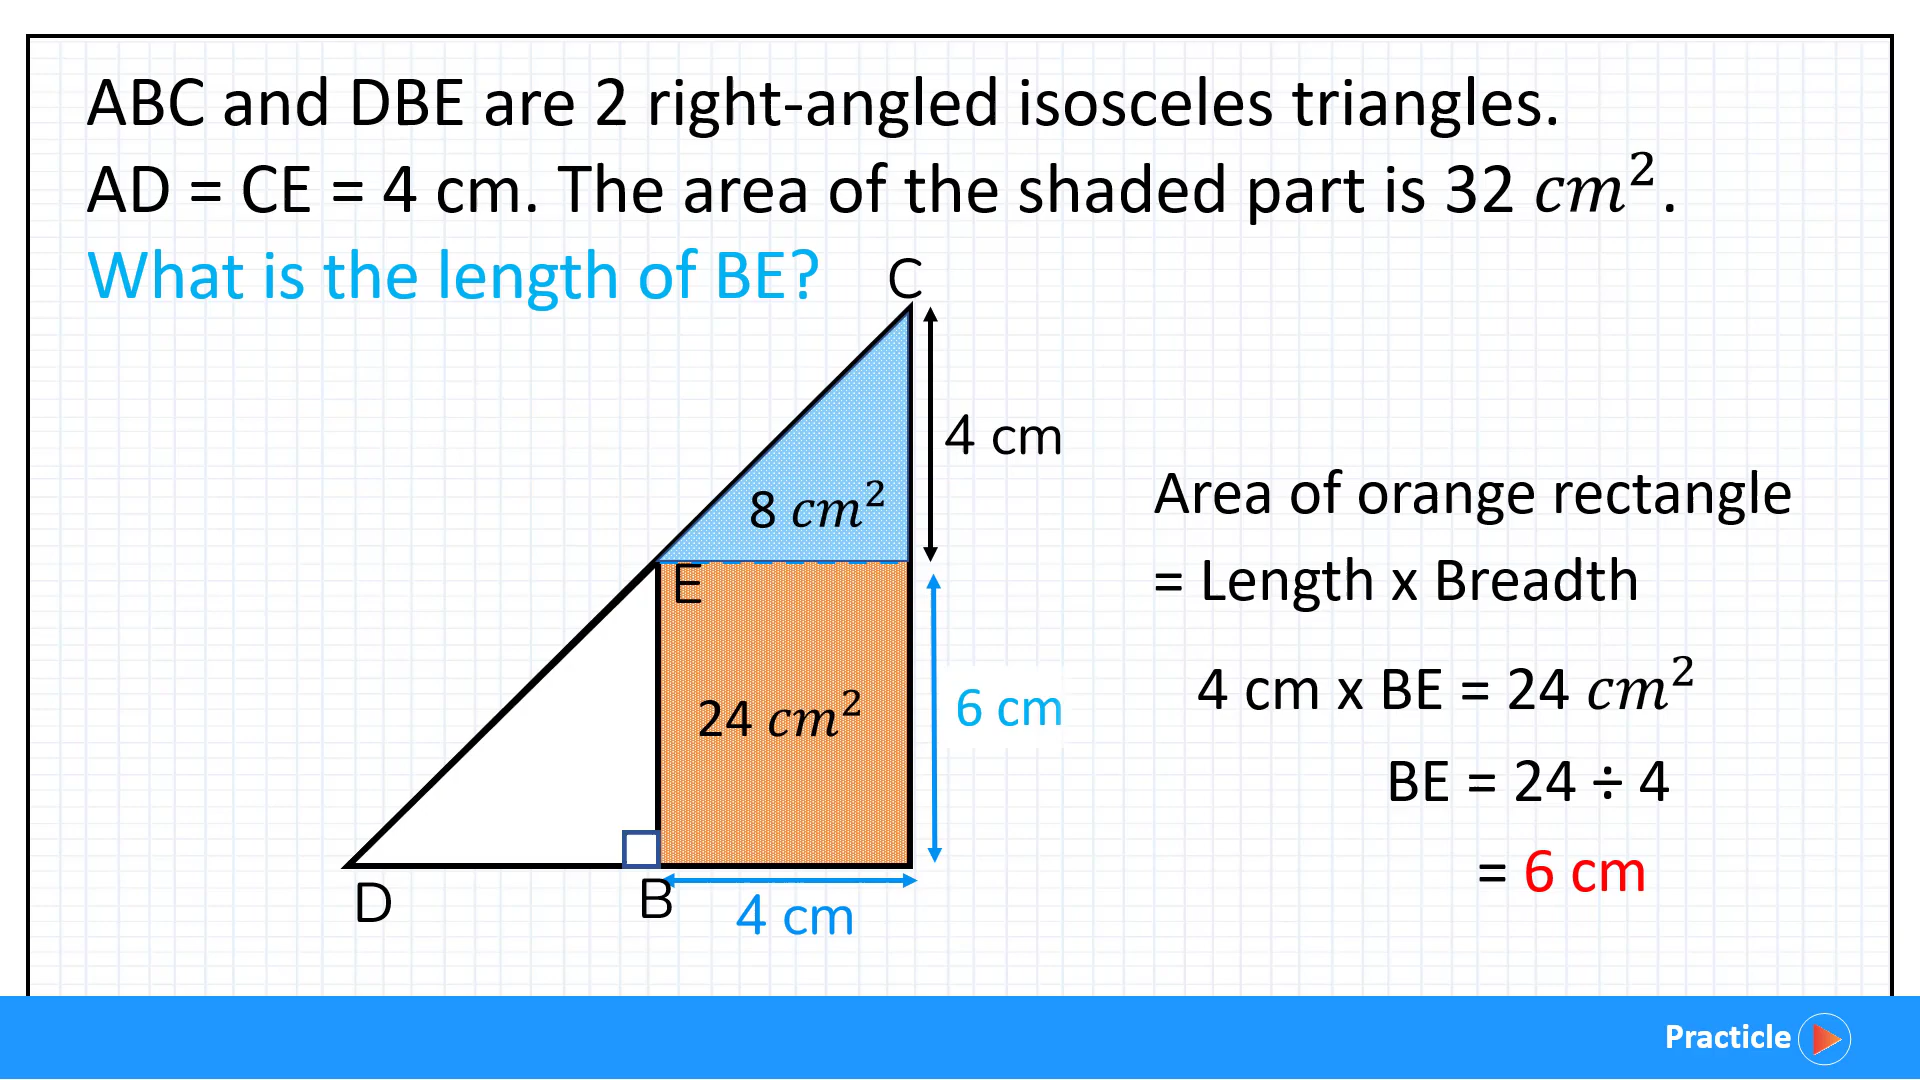 ABC and DBE are 2 right-angled isosceles triangles.
AD = CE = 4 cm. The area of the shaded part is 32 cm².
What is the length of BE?
C
4 cm
8 cm²
E
24 cm²
6 cm
D
B
4 cm
Area of orange rectangle
= Length x Breadth
4 cm x BE = 24 cm²
BE = 24 ÷ 4
= 6 cm
Practicle